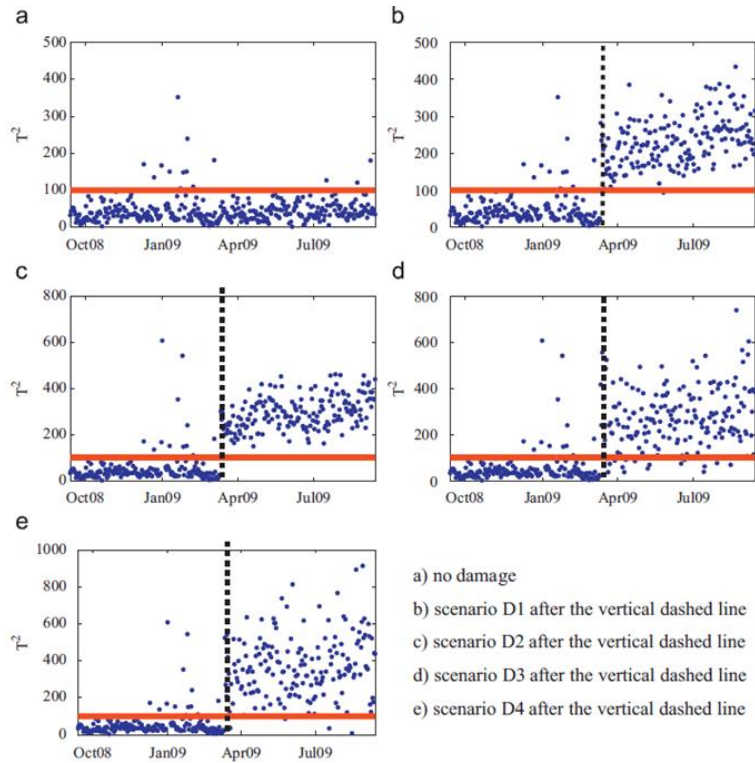 a
500
400
300
200
100
0
T²
Oct08 Jan09 Apr09 Jul09
b
500
400
300
200
100
0
T²
Oct08 Jan09 Apr09 Jul09
c
800
600
400
200
0
T²
Oct08 Jan09 Apr09 Jul09
d
800
600
400
200
0
T²
Oct08 Jan09 Apr09 Jul09
e
1000
800
600
400
200
0
T²
Oct08 Jan09 Apr09 Jul09
a) no damage
b) scenario D1 after the vertical dashed line
c) scenario D2 after the vertical dashed line
d) scenario D3 after the vertical dashed line
e) scenario D4 after the vertical dashed line